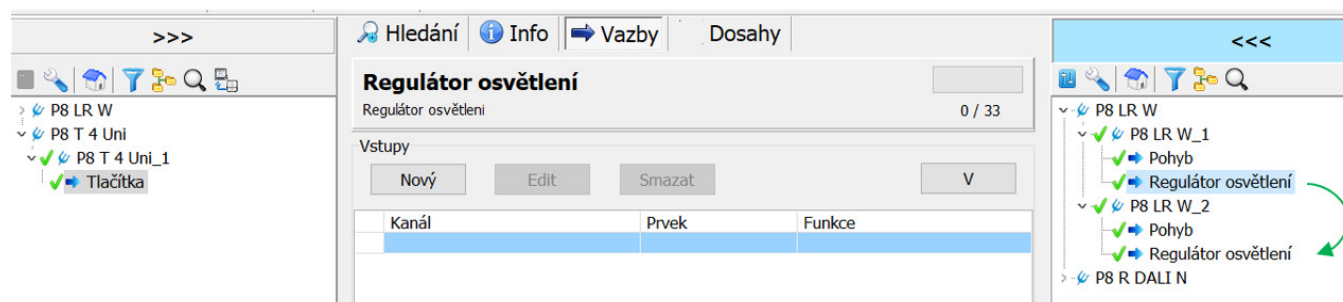 >>>
P8 LR W
P8 T 4 Uni
P8 T 4 Uni_1
Tlačítka
Hledání Info Vazby Dosahy
Regulátor osvětlení
Regulátor osvětlení
0 / 33
Vstupy
Nový Edit Smazat V
Kanál Prvek Funkce
<<<
P8 LR W
P8 LR W_1
Pohyb
Regulátor osvětlení
P8 LR W_2
Pohyb
Regulátor osvětlení
P8 R DALI N